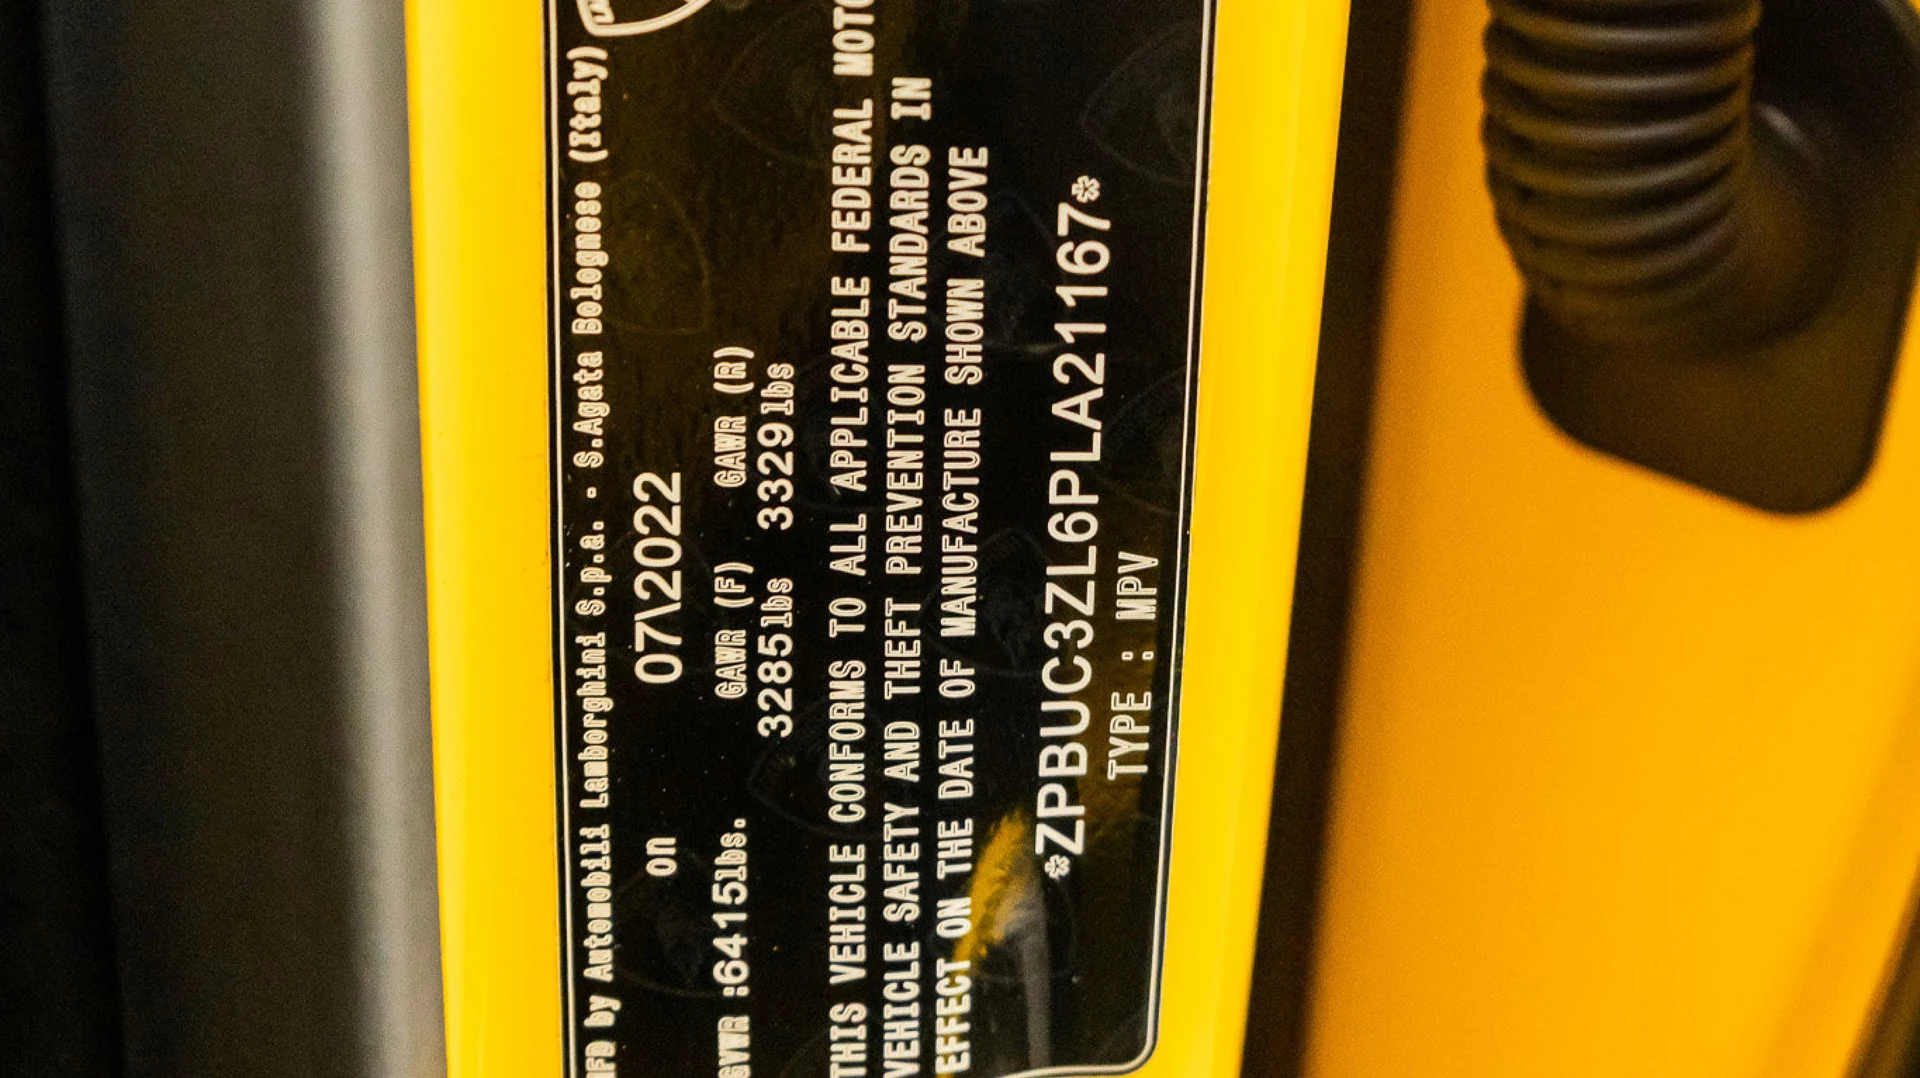 MFD by Automobili Lamborghini S.p.a. - S.Agata Bolognese (Italy)
on 07\2022
GVWR :6415lbs. GAWR (F) GAWR (R)
3285lbs 3329lbs
THIS VEHICLE CONFORMS TO ALL APPLICABLE FEDERAL MOTO
VEHICLE SAFETY AND THEFT PREVENTION STANDARDS IN
EFFECT ON THE DATE OF MANUFACTURE SHOWN ABOVE
*ZPBUC3ZL6PLA21167*
TYPE : MPV